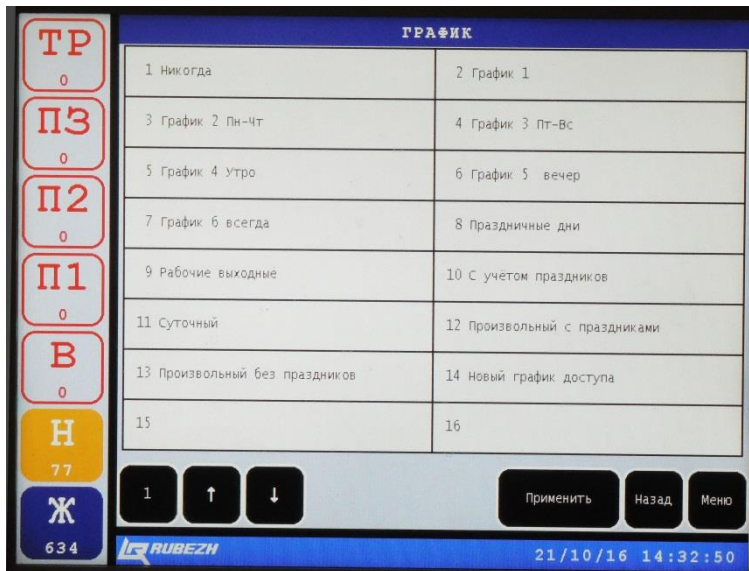 ГРАФИК
ТР
0
ПЗ
0
П2
0
П1
0
В
0
Н
77
Ж
634
1 Никогда
2 График 1
3 График 2 Пн-Чт
4 График 3 Пт-Вс
5 График 4 Утро
6 График 5 вечер
7 График 6 всегда
8 Праздничные дни
9 Рабочие выходные
10 С учётом праздников
11 Суточный
12 Произвольный с праздниками
13 Произвольный без праздников
14 Новый график доступа
15
16
1 ↑ ↓ Применить Назад Меню
RUBEZH
21/10/16 14:32:50